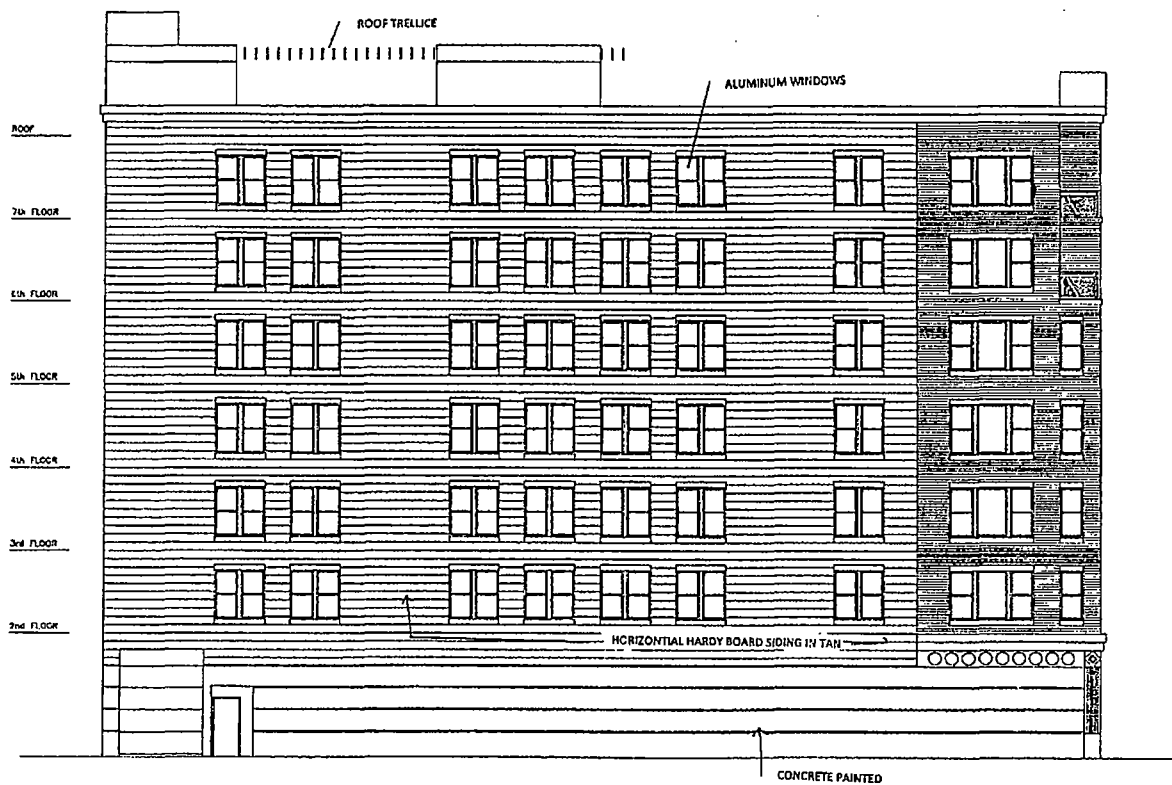 ROOF TRELLICE
ALUMINUM WINDOWS
ROOF
7th FLOOR
6th FLOOR
5th FLOOR
4th FLOOR
3rd FLOOR
2nd FLOOR
HORIZONTIAL HARDY BOARD SIDING IN TAN
CONCRETE PAINTED